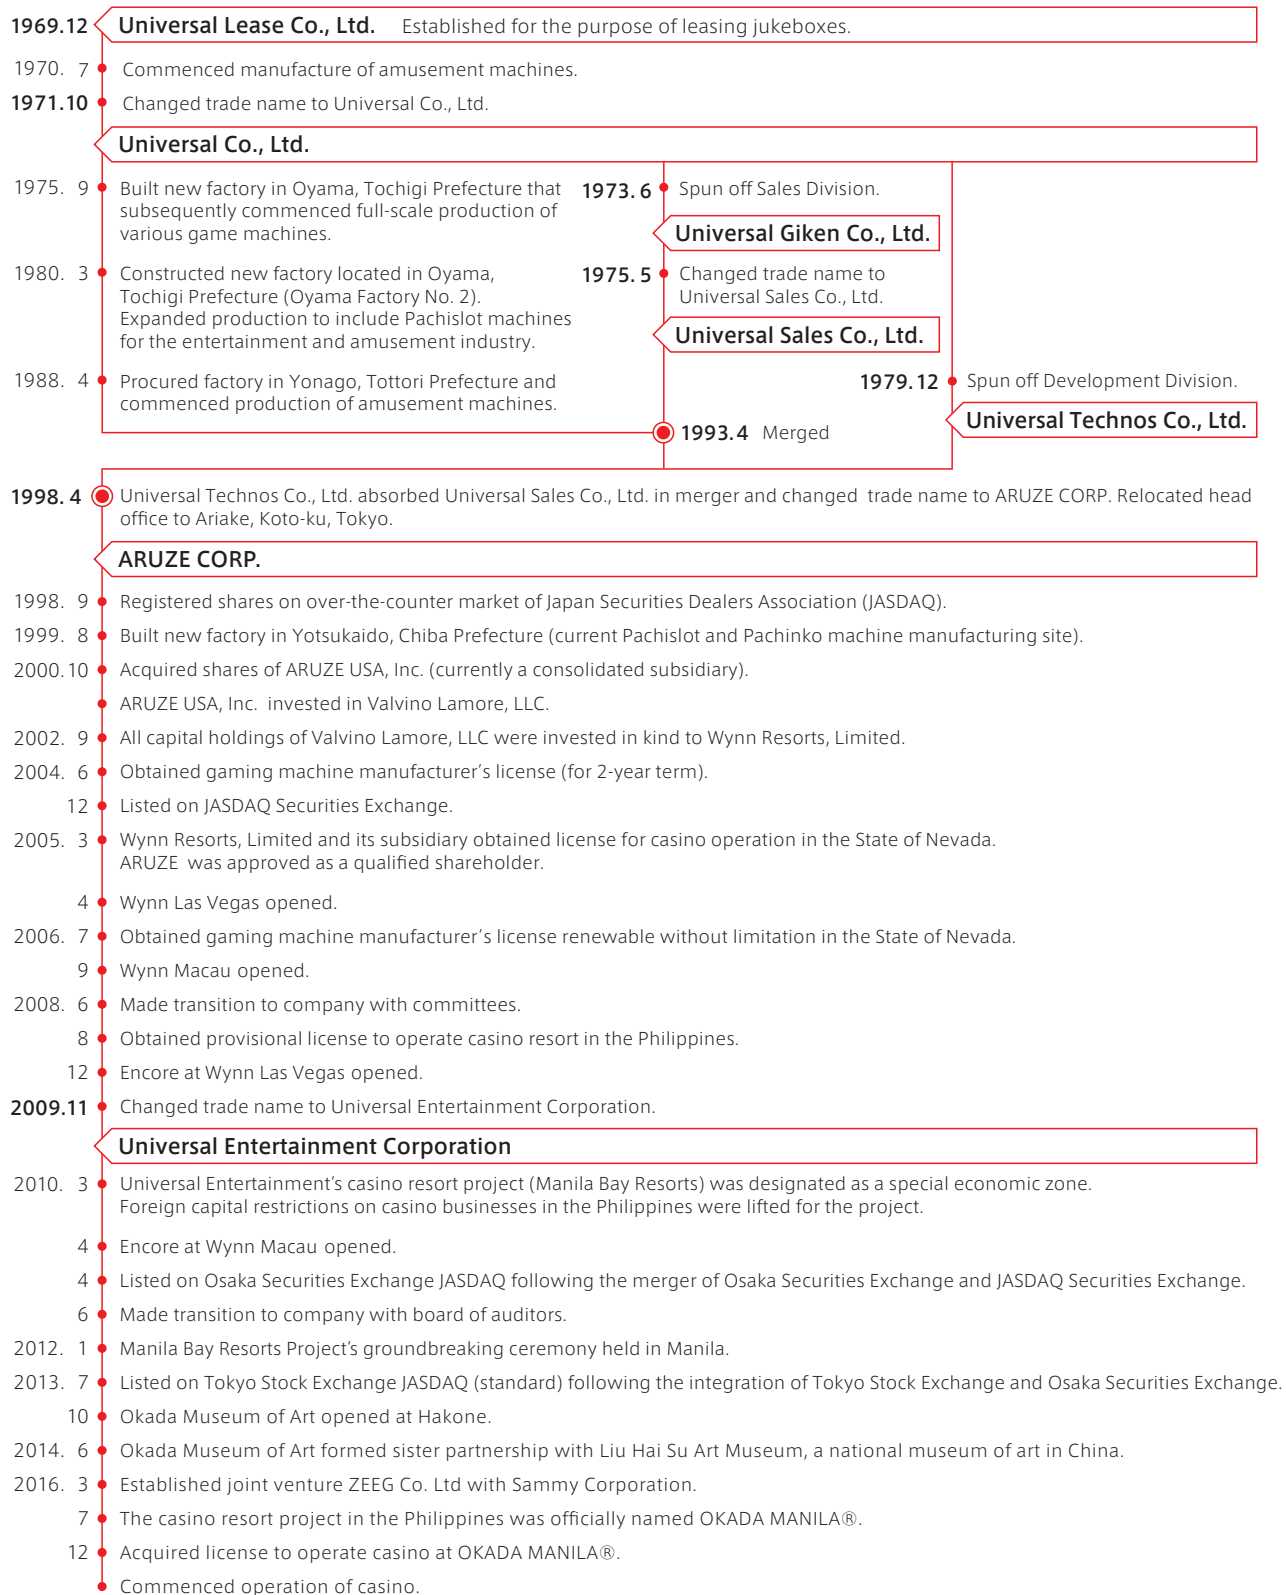 1969.12 Universal Lease Co., Ltd. Established for the purpose of leasing jukeboxes.
1970. 7 Commenced manufacture of amusement machines.
1971.10 Changed trade name to Universal Co., Ltd.
Universal Co., Ltd.
1975. 9 Built new factory in Oyama, Tochigi Prefecture that
subsequently commenced full-scale production of
various game machines.
1980. 3 Constructed new factory located in Oyama,
Tochigi Prefecture (Oyama Factory No. 2).
Expanded production to include Pachislot machines
for the entertainment and amusement industry.
1988. 4 Procured factory in Yonago, Tottori Prefecture and
commenced production of amusement machines.
1973. 6 Spun off Sales Division.
Universal Giken Co., Ltd.
1975. 5 Changed trade name to
Universal Sales Co., Ltd.
Universal Sales Co., Ltd.
1979.12 Spun off Development Division.
Universal Technos Co., Ltd.
1993.4 Merged
1998. 4 Universal Technos Co., Ltd. absorbed Universal Sales Co., Ltd. in merger and changed trade name to ARUZE CORP. Relocated head
office to Ariake, Koto-ku, Tokyo.
ARUZE CORP.
1998. 9 Registered shares on over-the-counter market of Japan Securities Dealers Association (JASDAQ).
1999. 8 Built new factory in Yotsukaido, Chiba Prefecture (current Pachislot and Pachinko machine manufacturing site).
2000.10 Acquired shares of ARUZE USA, Inc. (currently a consolidated subsidiary).
ARUZE USA, Inc. invested in Valvino Lamore, LLC.
2002. 9 All capital holdings of Valvino Lamore, LLC were invested in kind to Wynn Resorts, Limited.
2004. 6 Obtained gaming machine manufacturer's license (for 2-year term).
12 Listed on JASDAQ Securities Exchange.
2005. 3 Wynn Resorts, Limited and its subsidiary obtained license for casino operation in the State of Nevada.
ARUZE was approved as a qualified shareholder.
4 Wynn Las Vegas opened.
2006. 7 Obtained gaming machine manufacturer's license renewable without limitation in the State of Nevada.
9 Wynn Macau opened.
2008. 6 Made transition to company with committees.
8 Obtained provisional license to operate casino resort in the Philippines.
12 Encore at Wynn Las Vegas opened.
2009.11 Changed trade name to Universal Entertainment Corporation.
Universal Entertainment Corporation
2010. 3 Universal Entertainment's casino resort project (Manila Bay Resorts) was designated as a special economic zone.
Foreign capital restrictions on casino businesses in the Philippines were lifted for the project.
4 Encore at Wynn Macau opened.
4 Listed on Osaka Securities Exchange JASDAQ following the merger of Osaka Securities Exchange and JASDAQ Securities Exchange.
6 Made transition to company with board of auditors.
2012. 1 Manila Bay Resorts Project's groundbreaking ceremony held in Manila.
2013. 7 Listed on Tokyo Stock Exchange JASDAQ (standard) following the integration of Tokyo Stock Exchange and Osaka Securities Exchange.
10 Okada Museum of Art opened at Hakone.
2014. 6 Okada Museum of Art formed sister partnership with Liu Hai Su Art Museum, a national museum of art in China.
2016. 3 Established joint venture ZEEG Co. Ltd with Sammy Corporation.
7 The casino resort project in the Philippines was officially named OKADA MANILA®.
12 Acquired license to operate casino at OKADA MANILA®.
Commenced operation of casino.